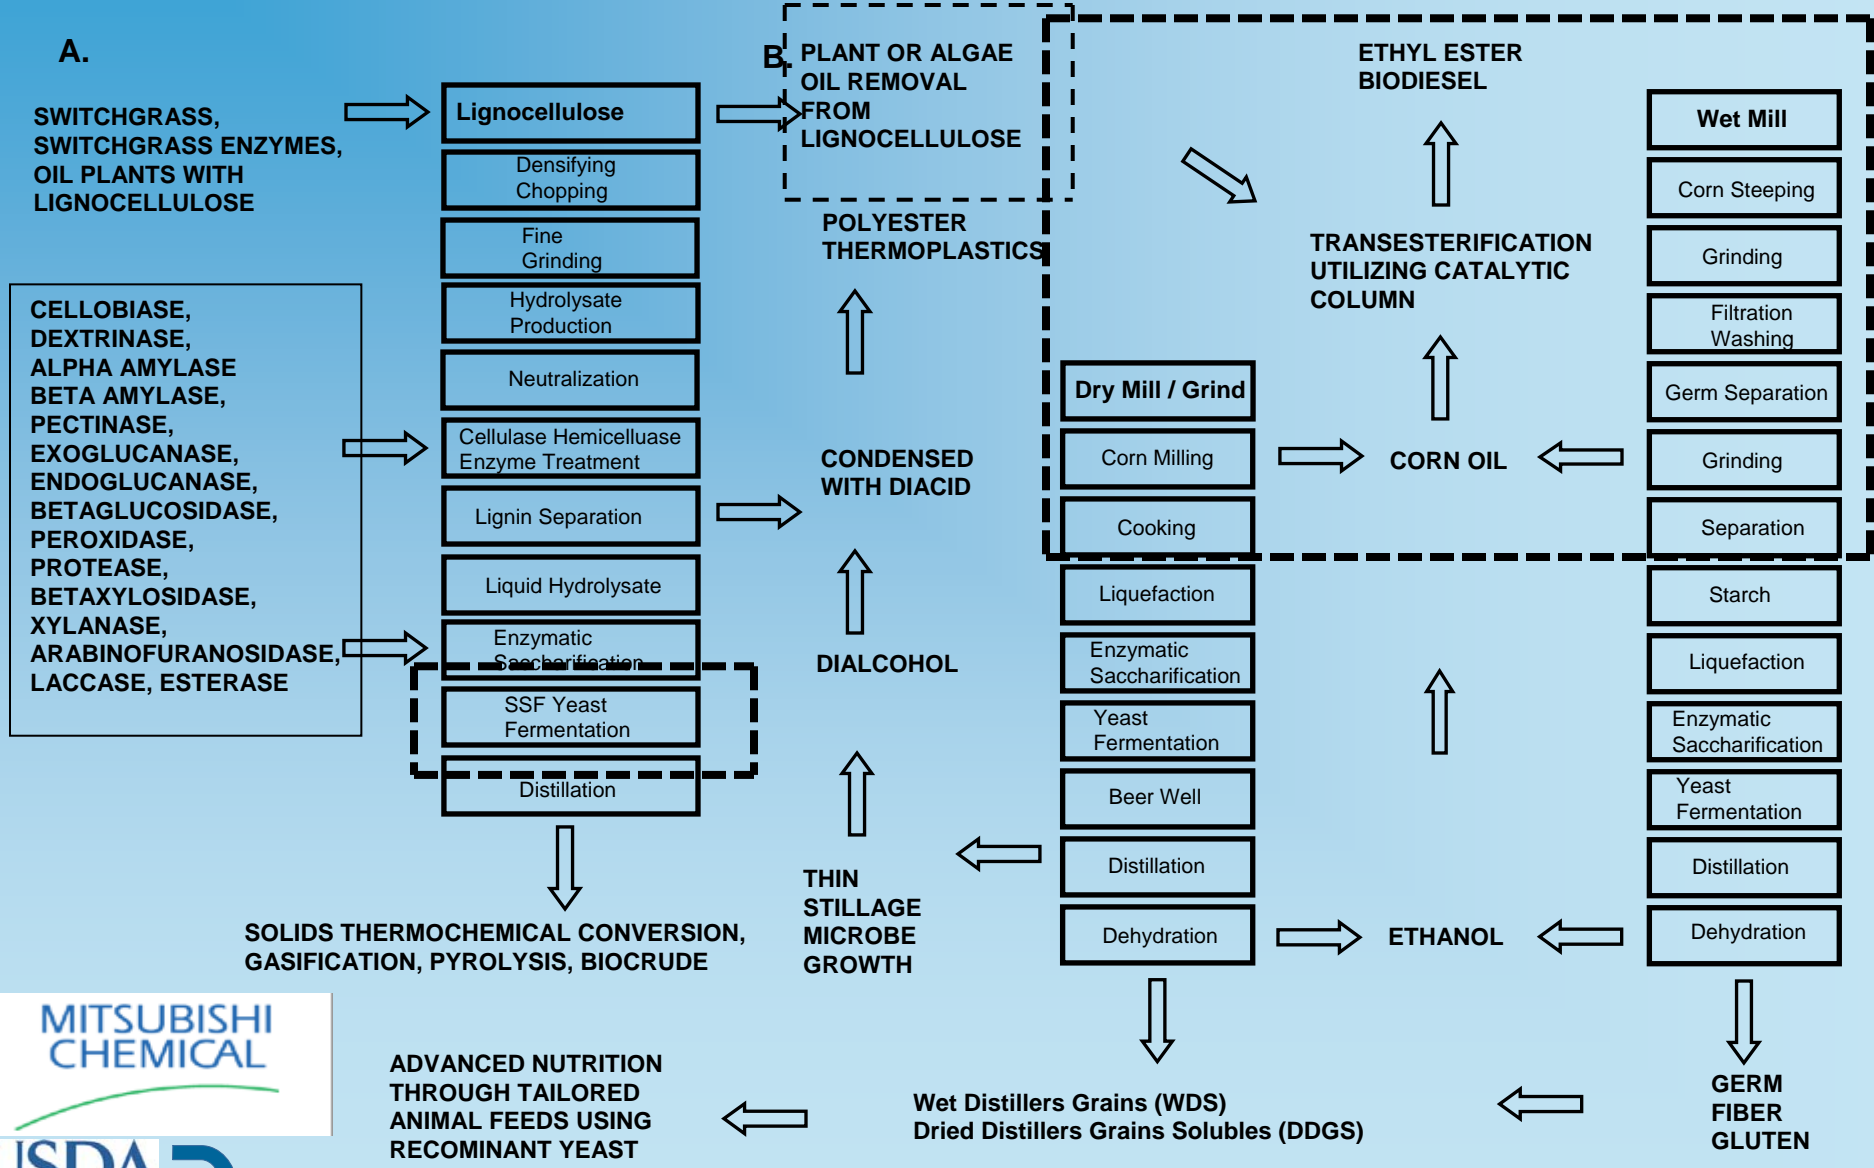 A.
SWITCHGRASS,
SWITCHGRASS ENZYMES,
OIL PLANTS WITH
LIGNOCELLULOSE
CELLOBIASE,
DEXTRINASE,
ALPHA AMYLASE
BETA AMYLASE,
PECTINASE,
EXOGLUCANASE,
ENDOGLUCANASE,
BETAGLUCOSIDASE,
PEROXIDASE,
PROTEASE,
BETAXYLOSIDASE,
XYLANASE,
ARABINOFURANOSIDASE,
LACCASE, ESTERASE
Lignocellulose
Densifying
Chopping
Fine
Grinding
Hydrolysate
Production
Neutralization
Cellulase Hemicelluase
Enzyme Treatment
Lignin Separation
Liquid Hydrolysate
Enzymatic
Saccharification
SSF Yeast
Fermentation
Distillation
SOLIDS THERMOCHEMICAL CONVERSION,
GASIFICATION, PYROLYSIS, BIOCRUDE
B.
PLANT OR ALGAE
OIL REMOVAL
FROM
LIGNOCELLULOSE
POLYESTER
THERMOPLASTICS
CONDENSED
WITH DIACID
DIALCOHOL
THIN
STILLAGE
MICROBE
GROWTH
Dry Mill / Grind
Corn Milling
Cooking
Liquefaction
Enzymatic
Saccharification
Yeast
Fermentation
Beer Well
Distillation
Dehydration
ETHYL ESTER
BIODIESEL
TRANSESTERIFICATION
UTILIZING CATALYTIC
COLUMN
CORN OIL
ETHANOL
Wet Mill
Corn Steeping
Grinding
Filtration
Washing
Germ Separation
Grinding
Separation
Starch
Liquefaction
Enzymatic
Saccharification
Yeast
Fermentation
Distillation
Dehydration
GERM
FIBER
GLUTEN
Wet Distillers Grains (WDS)
Dried Distillers Grains Solubles (DDGS)
ADVANCED NUTRITION
THROUGH TAILORED
ANIMAL FEEDS USING
RECOMINANT YEAST
MITSUBISHI
CHEMICAL
USDA